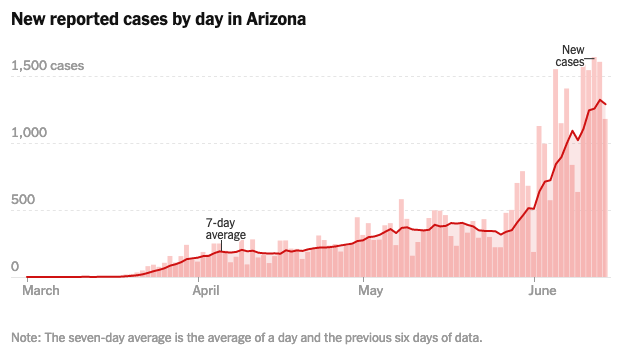 New reported cases by day in Arizona
New
cases
1,500 cases
1,000
500
7-day
average
0
March April May June
Note: The seven-day average is the average of a day and the previous six days of data.